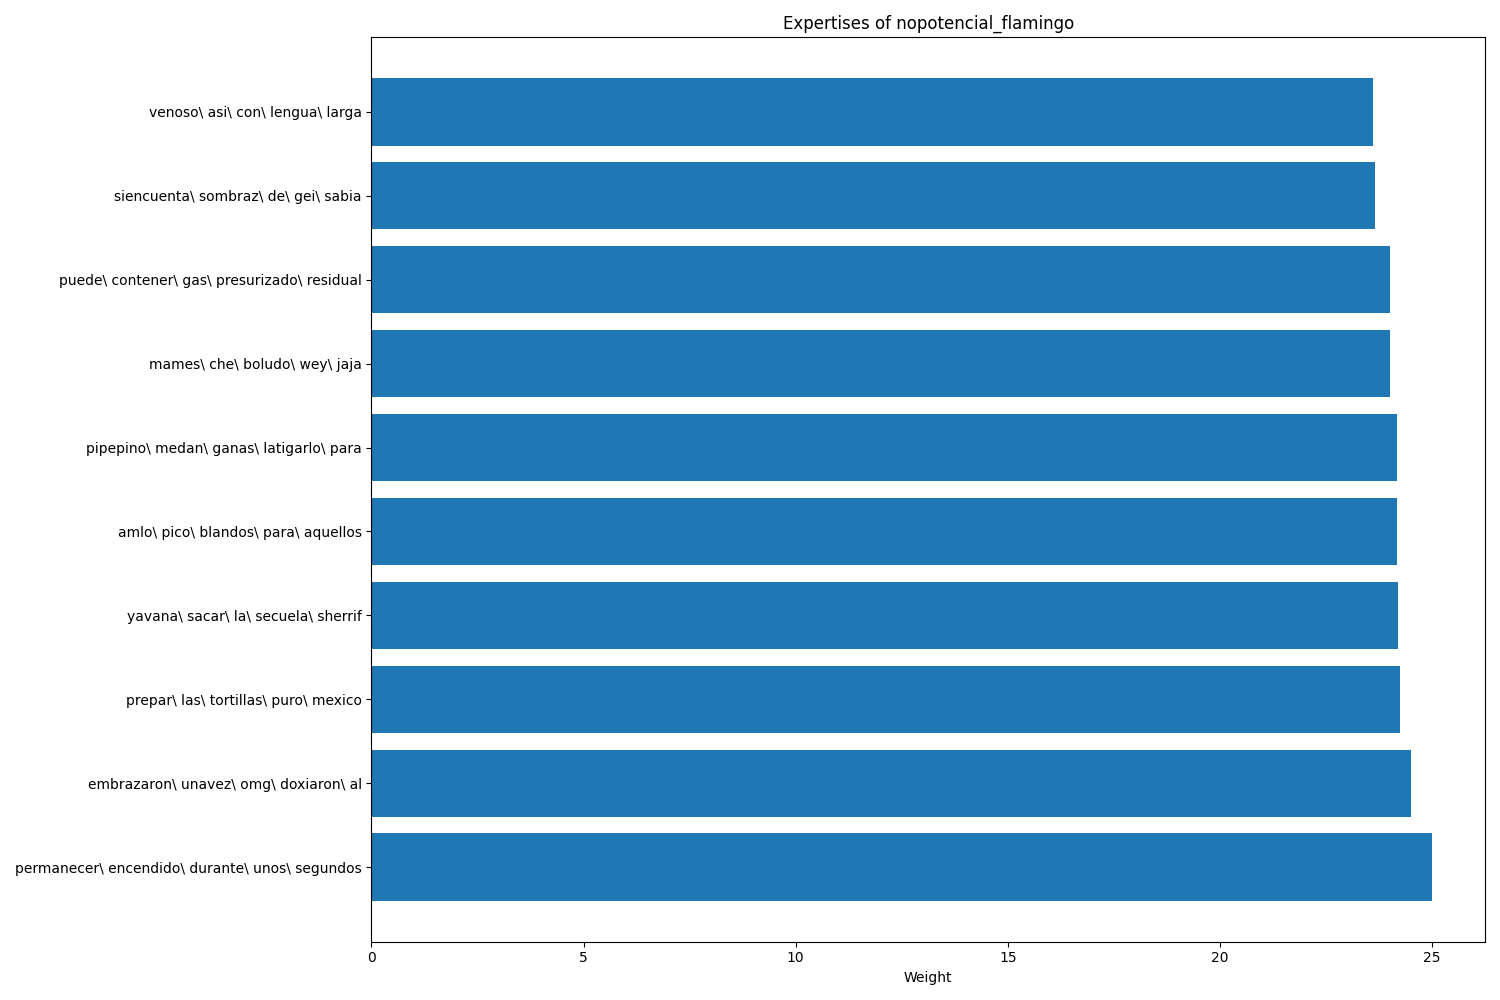 Expertises of nopotencial_flamingo
venoso\ asi\ con\ lengua\ larga
siencuenta\ sombraz\ de\ gei\ sabia
puede\ contener\ gas\ presurizado\ residual
mames\ che\ boludo\ wey\ jaja
pipepino\ medan\ ganas\ latigarlo\ para
amlo\ pico\ blandos\ para\ aquellos
yavana\ sacar\ la\ secuela\ sherrif
prepar\ las\ tortillas\ puro\ mexico
embrazaron\ unavez\ omg\ doxiaron\ al
permanecer\ encendido\ durante\ unos\ segundos
0 5 10 15 20 25
Weight